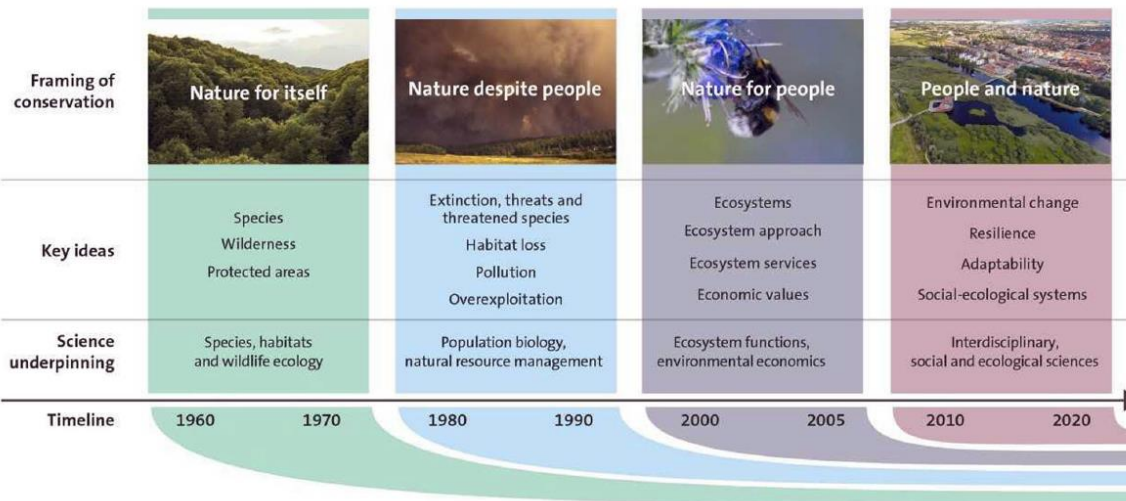 Framing of
conservation
Nature for itself
Nature despite people
Nature for people
People and nature
Key ideas
Species
Wilderness
Protected areas
Extinction, threats and
threatened species
Habitat loss
Pollution
Overexploitation
Ecosystems
Ecosystem approach
Ecosystem services
Economic values
Environmental change
Resilience
Adaptability
Social-ecological systems
Science
underpinning
Species, habitats
and wildlife ecology
Population biology,
natural resource management
Ecosystem functions,
environmental economics
Interdisciplinary,
social and ecological sciences
Timeline
1960
1970
1980
1990
2000
2005
2010
2020